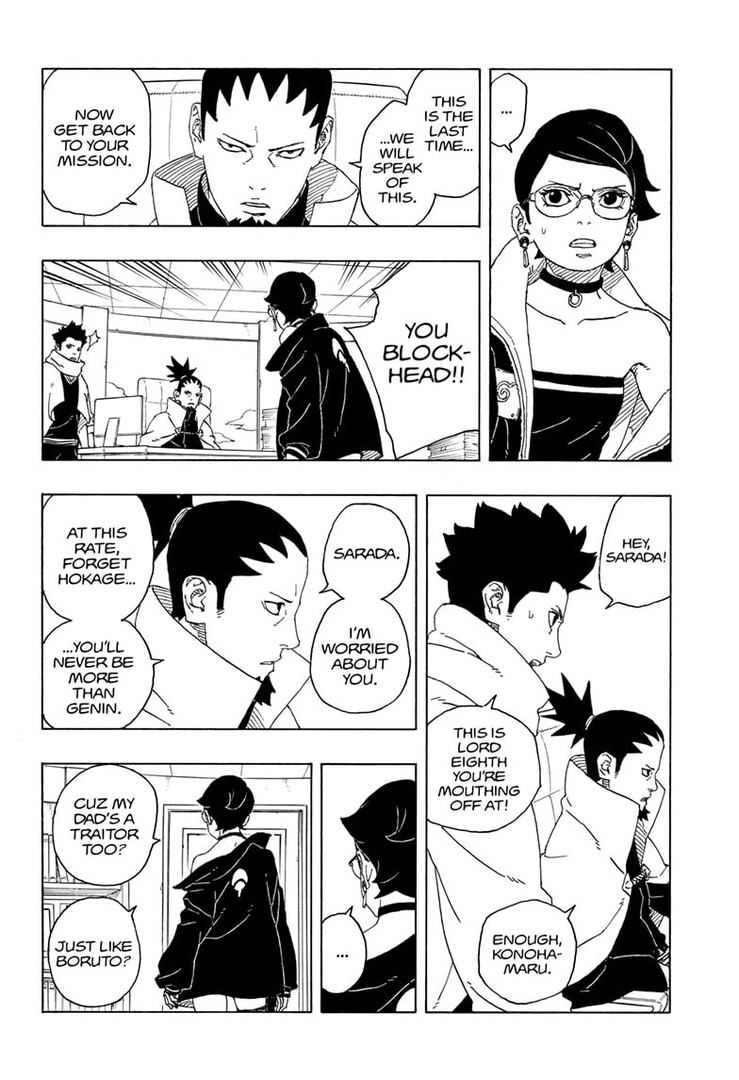 ...
THIS
IS THE
LAST
TIME...
...WE
WILL
SPEAK
OF
THIS.
NOW
GET BACK
TO YOUR
MISSION.
YOU
BLOCK-
HEAD!!
HEY,
SARADA!
THIS IS
LORD
EIGHTH
YOU'RE
MOUTHING
OFF AT!
ENOUGH,
KONOHA-
MARU.
SARADA.
I'M
WORRIED
ABOUT
YOU.
AT THIS
RATE,
FORGET
HOKAGE...
...YOU'LL
NEVER BE
MORE
THAN
GENIN.
...
CUZ MY
DAD'S A
TRAITOR
TOO?
JUST LIKE
BORUTO?